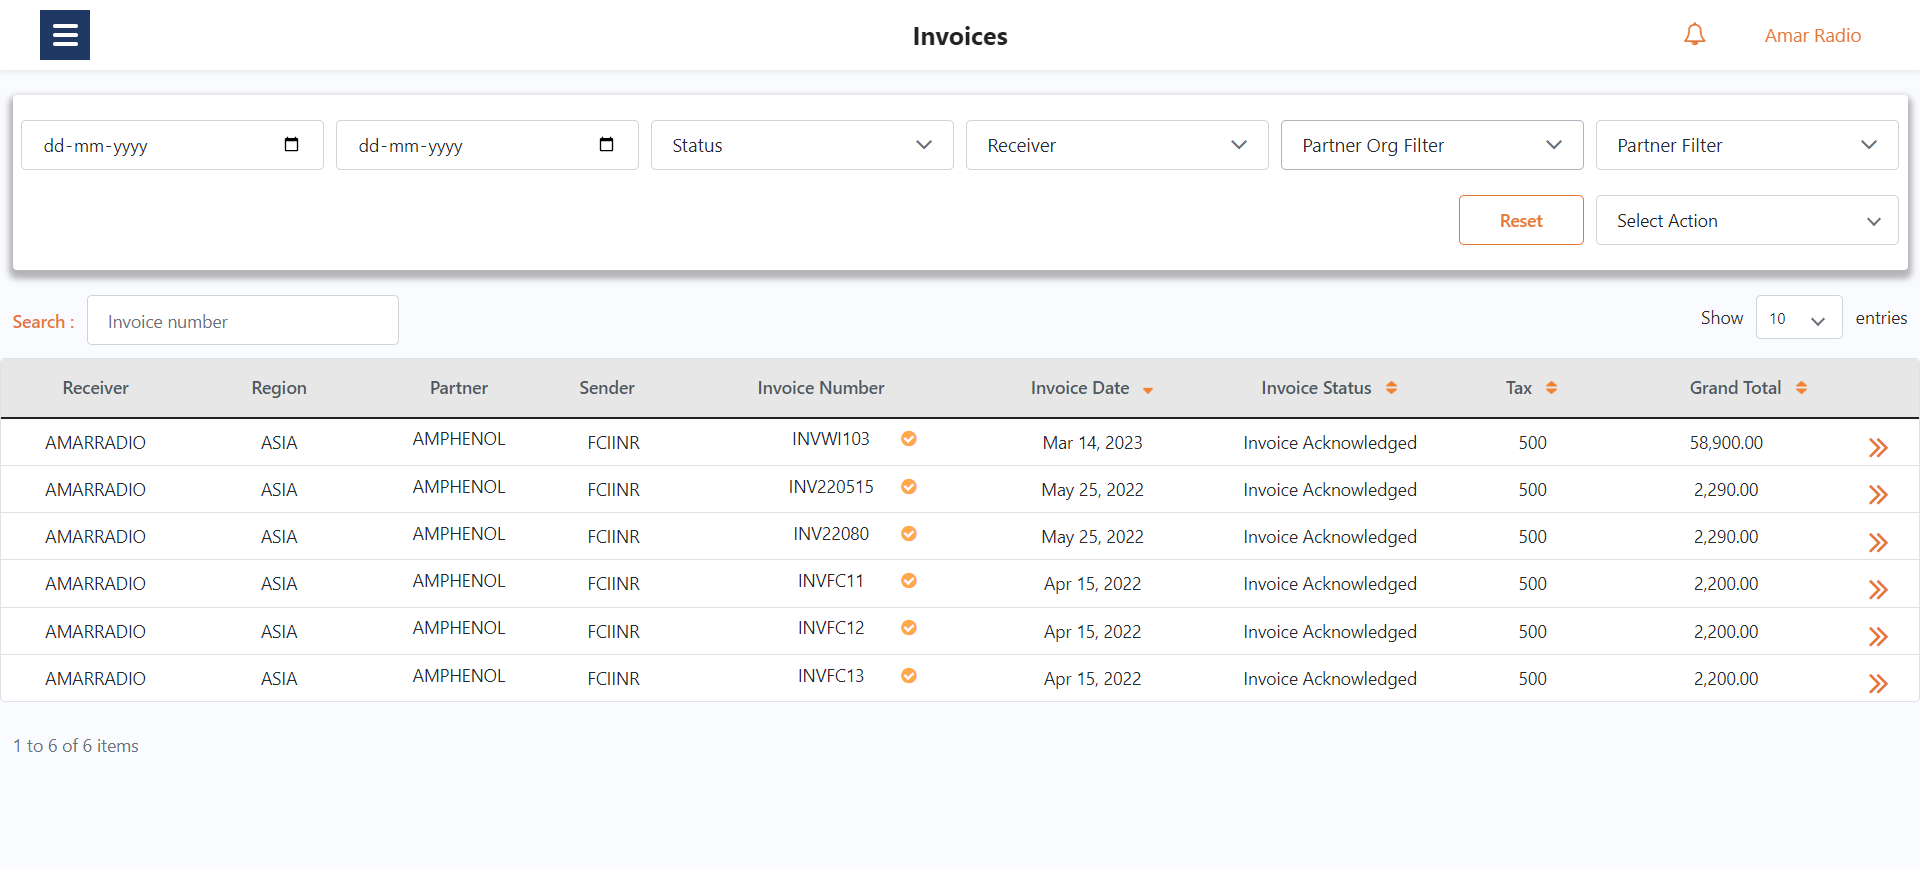 Invoices
Amar Radio
dd-mm-yyyy dd-mm-yyyy Status Receiver Partner Org Filter Partner Filter
Reset Select Action
Search : Invoice number Show 10 entries
Receiver Region Partner Sender Invoice Number Invoice Date Invoice Status Tax Grand Total
AMARRADIO ASIA AMPHENOL FCIINR INVWI103 Mar 14, 2023 Invoice Acknowledged 500 58,900.00
AMARRADIO ASIA AMPHENOL FCIINR INV220515 May 25, 2022 Invoice Acknowledged 500 2,290.00
AMARRADIO ASIA AMPHENOL FCIINR INV22080 May 25, 2022 Invoice Acknowledged 500 2,290.00
AMARRADIO ASIA AMPHENOL FCIINR INVFC11 Apr 15, 2022 Invoice Acknowledged 500 2,200.00
AMARRADIO ASIA AMPHENOL FCIINR INVFC12 Apr 15, 2022 Invoice Acknowledged 500 2,200.00
AMARRADIO ASIA AMPHENOL FCIINR INVFC13 Apr 15, 2022 Invoice Acknowledged 500 2,200.00
1 to 6 of 6 items